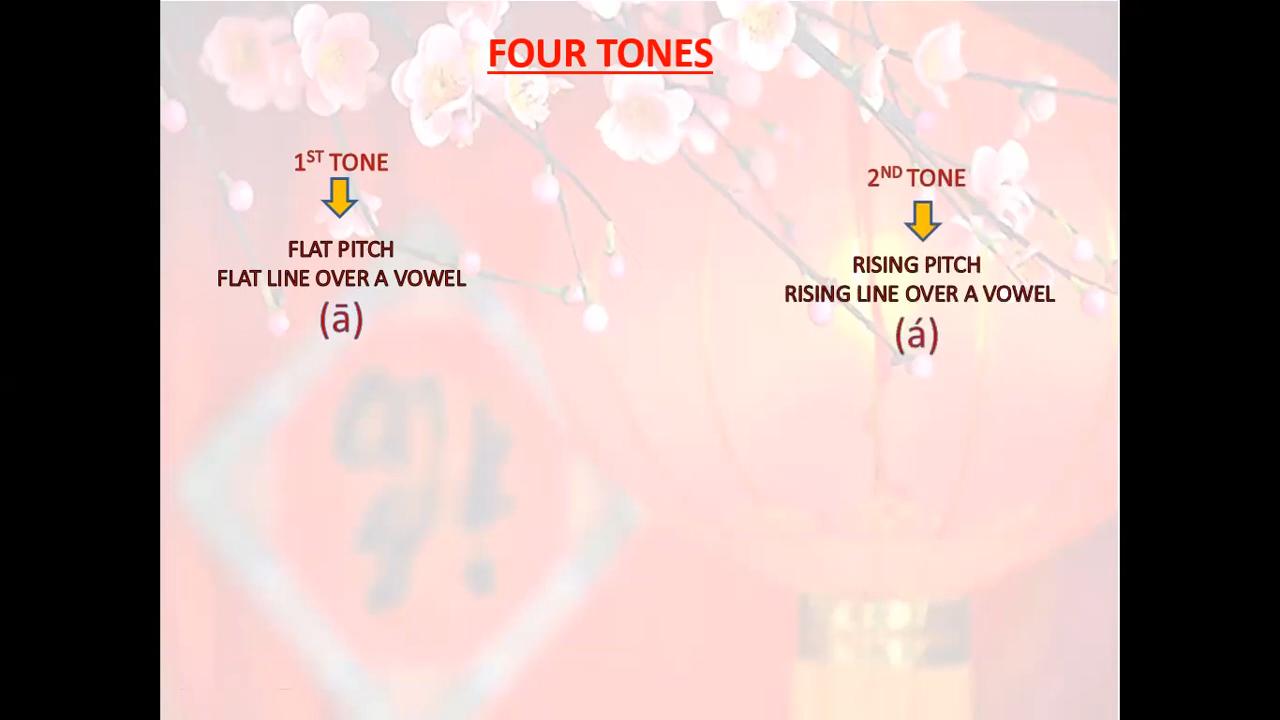 FOUR TONES
1ST TONE
FLAT PITCH
FLAT LINE OVER A VOWEL
(ā)
2ND TONE
RISING PITCH
RISING LINE OVER A VOWEL
(á)